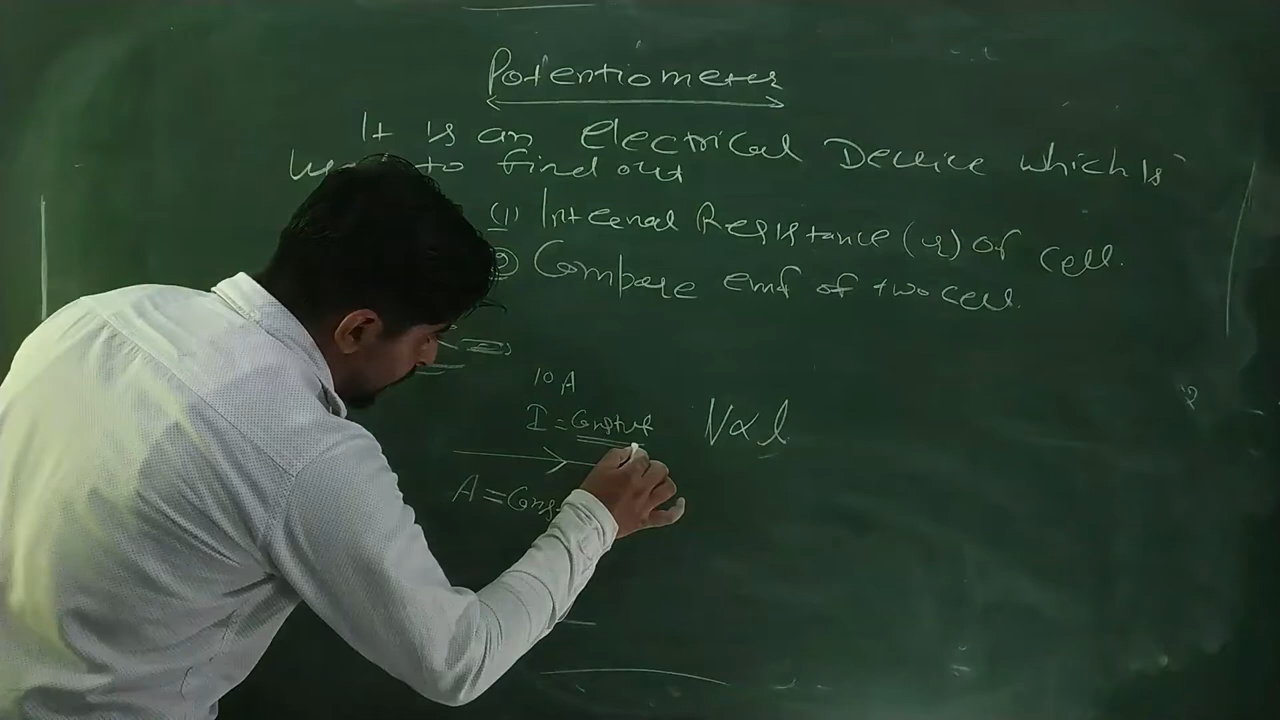 Potentiometer
It is an Electrical Device which is
to find out
(1) Internal Resistance (r) of cell.
Compare emf of two cell.
10 A
I = Constant
V ∝ l
A = Cons